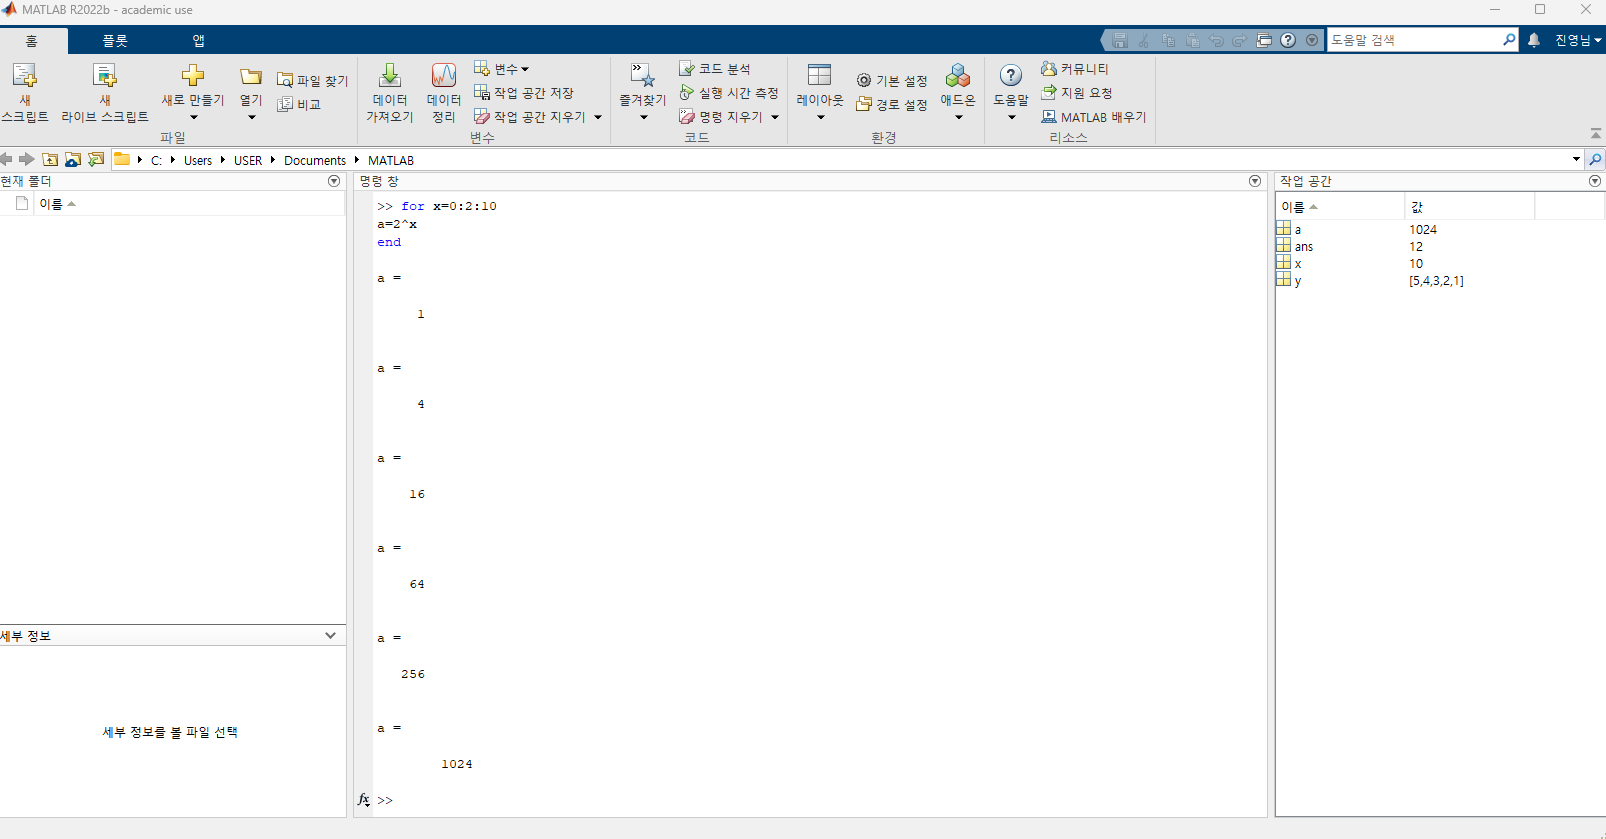 MATLAB R2022b - academic use
홈 플롯 앱
도움말 검색 진영님
새 스크립트
새 라이브 스크립트
새로 만들기
열기
파일 찾기
비교
파일
데이터 가져오기
데이터 정리
변수
작업 공간 저장
작업 공간 지우기
변수
즐겨찾기
코드 분석
실행 시간 측정
명령 지우기
코드
레이아웃
기본 설정
경로 설정
애드온
환경
도움말
커뮤니티
지원 요청
MATLAB 배우기
리소스
C: Users USER Documents MATLAB
현재 폴더
이름
세부 정보
세부 정보를 볼 파일 선택
명령 창
>> for x=0:2:10
a=2^x
end
a =
1
a =
4
a =
16
a =
64
a =
256
a =
1024
fx >>
작업 공간
이름 값
a 1024
ans 12
x 10
y [5,4,3,2,1]